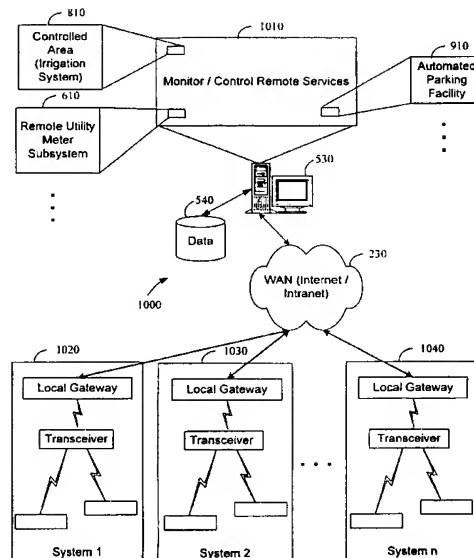 810
Controlled
Area
(Irrigation
System)
1010
Monitor / Control Remote Services
910
Automated
Parking
Facility
610
Remote Utility
Meter
Subsystem
530
540
Data
1000
230
WAN (Internet /
Intranet)
1020
Local Gateway
Transceiver
System 1
1030
Local Gateway
Transceiver
System 2
1040
Local Gateway
Transceiver
System n